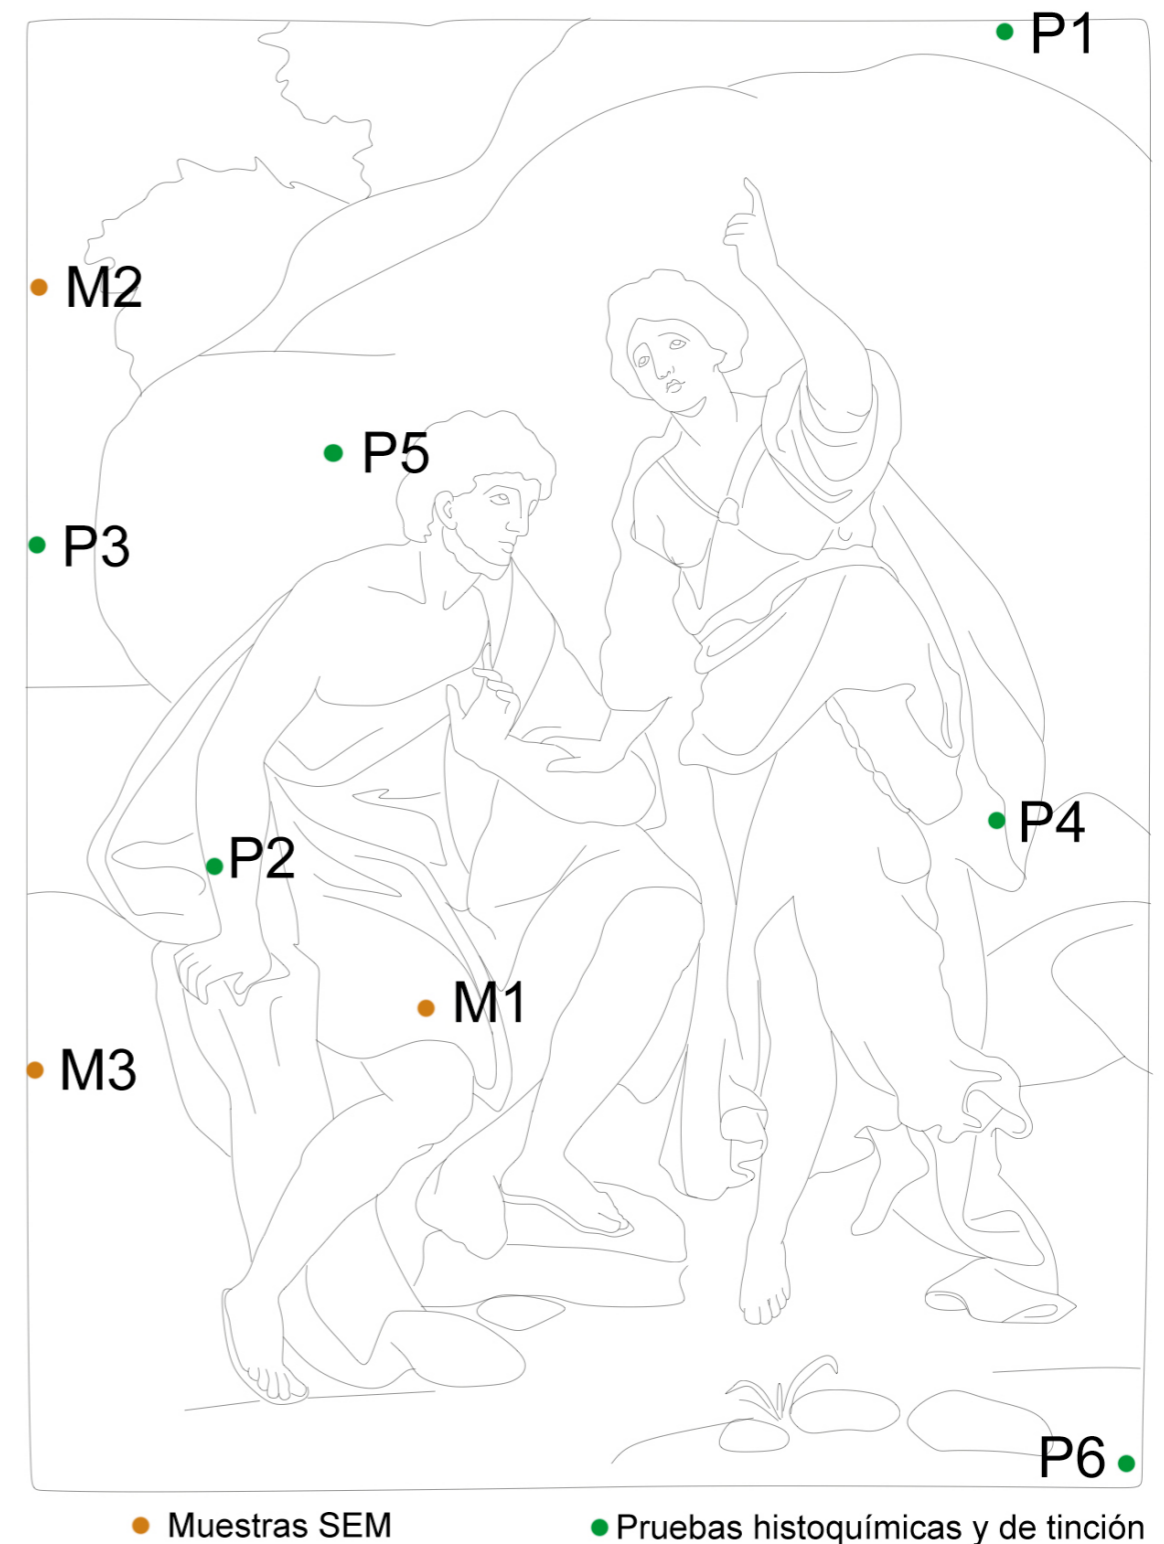 P1
M2
P5
P3
P4
P2
M1
M3
P6
Muestras SEM
Pruebas histoquímicas y de tinción